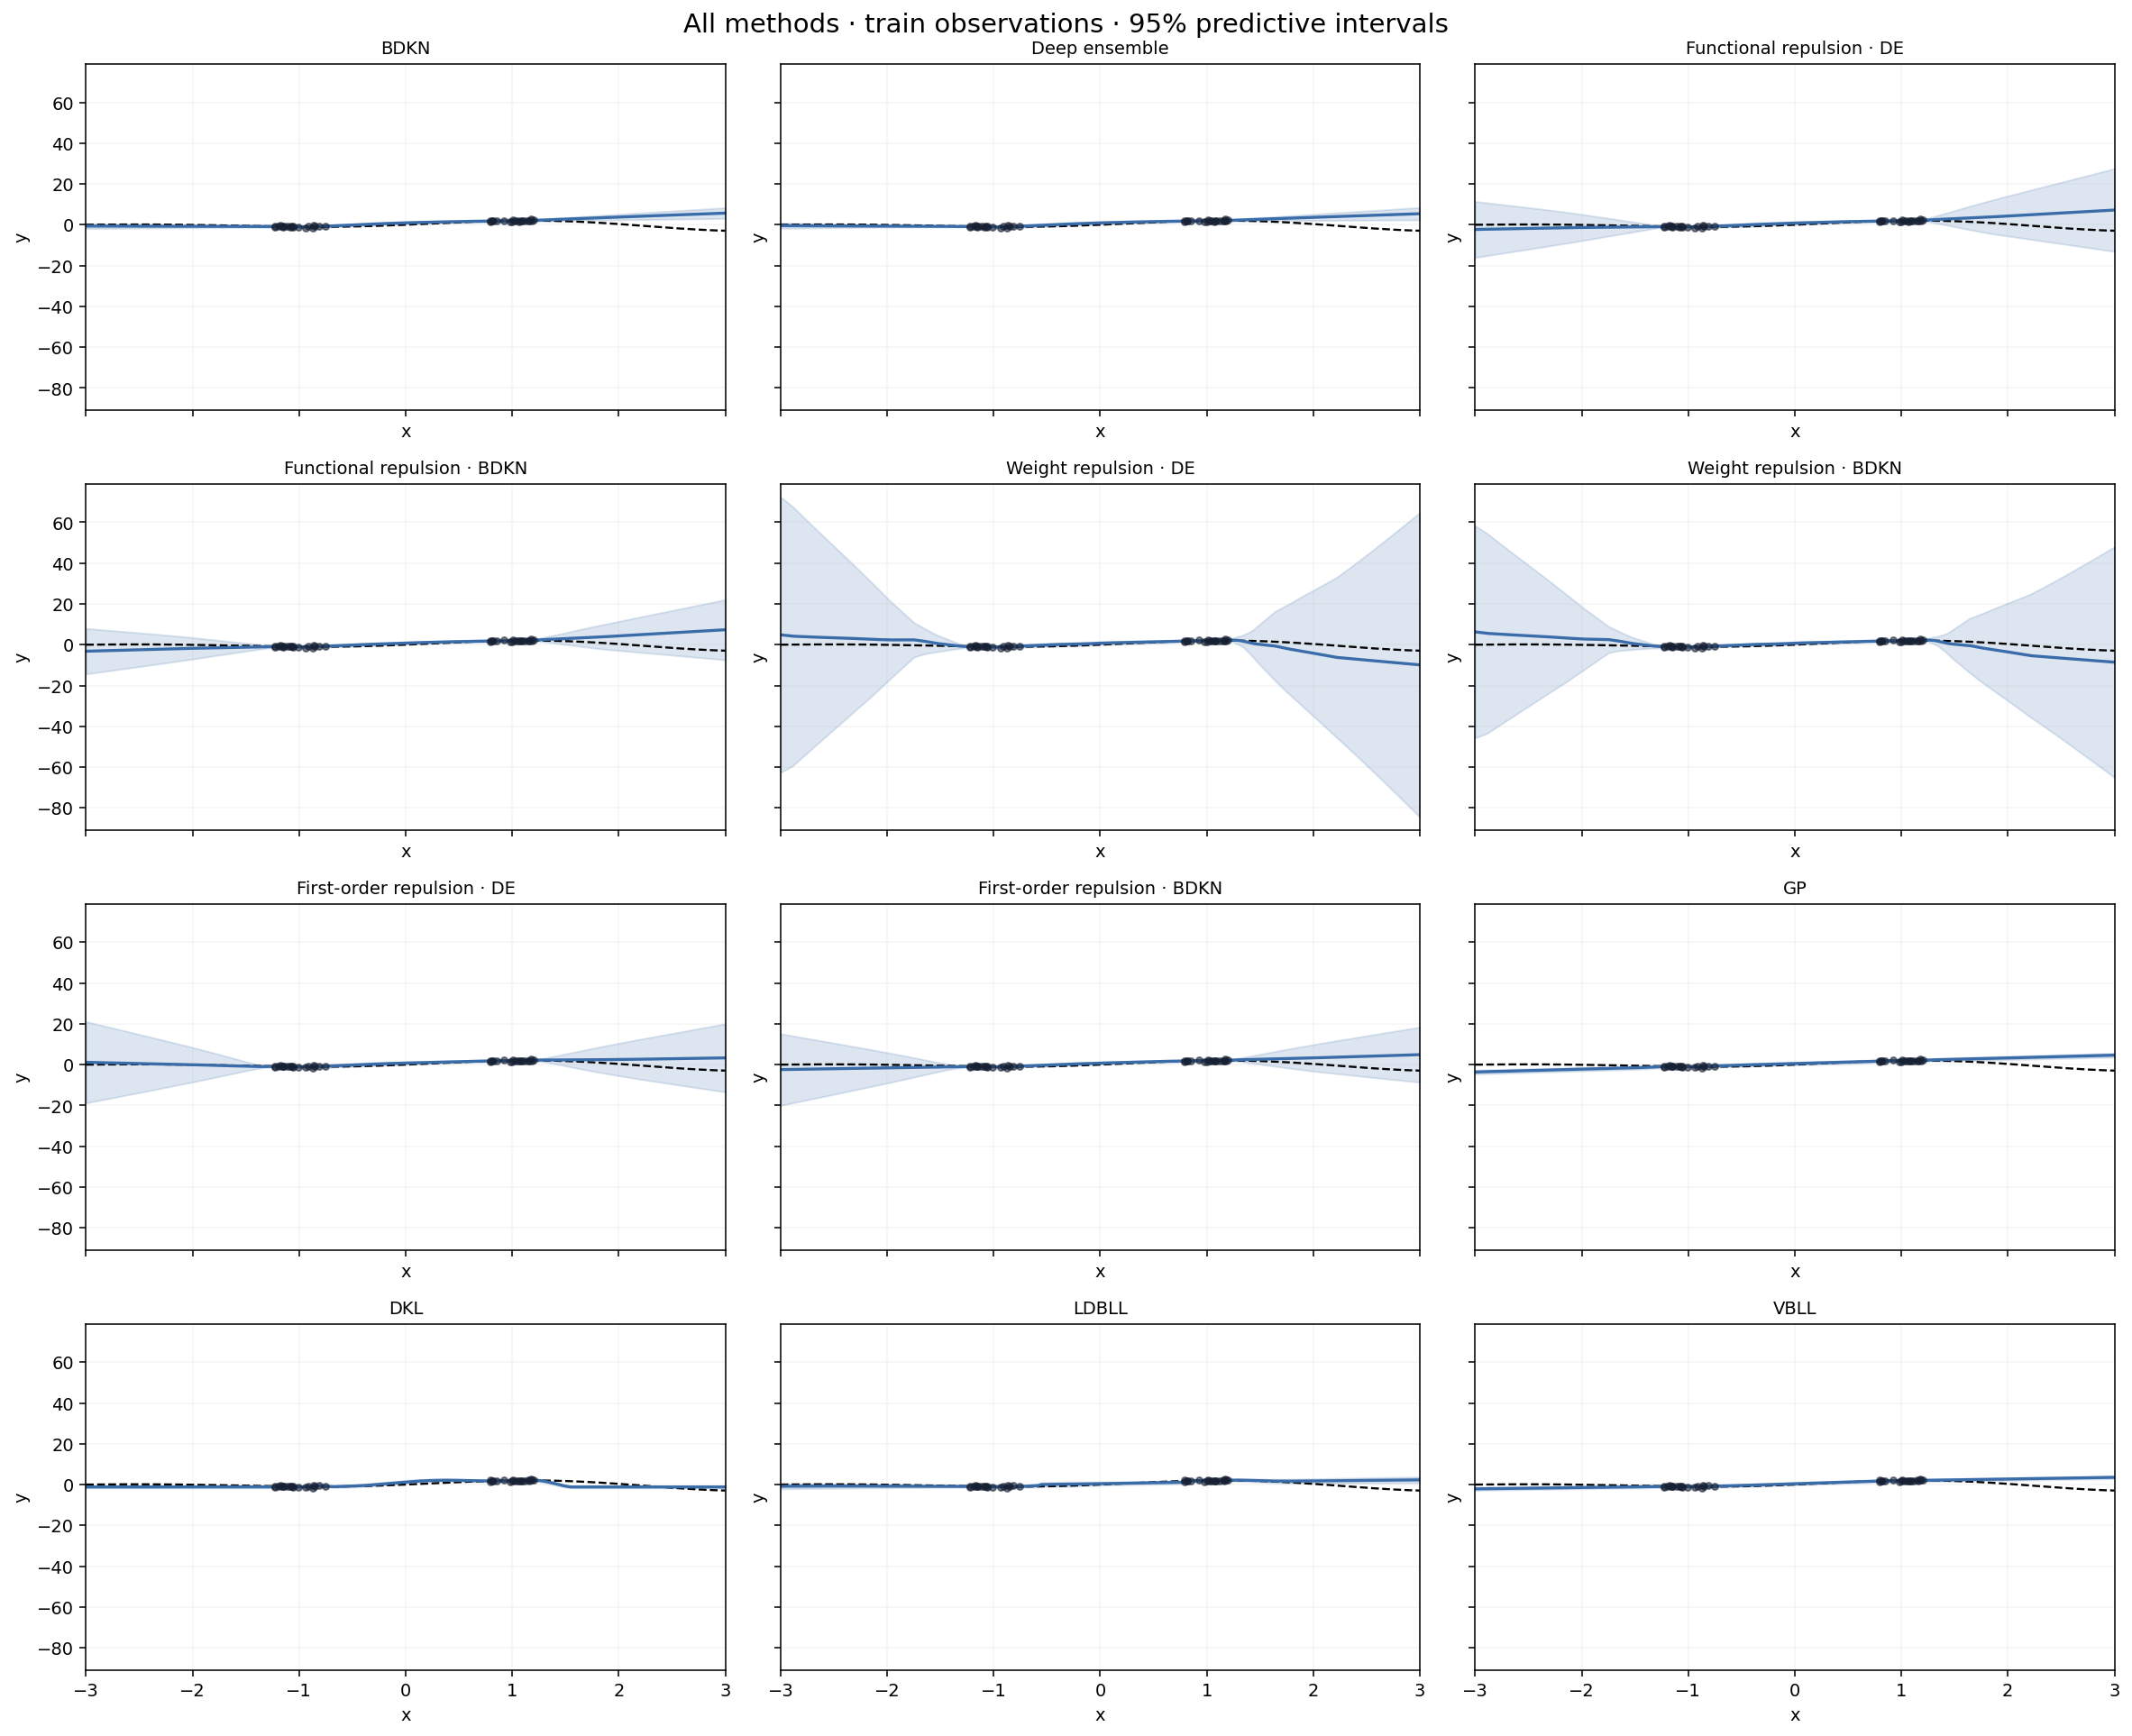 All methods · train observations · 95% predictive intervals
BDKN
Deep ensemble
Functional repulsion · DE
60
40
20
0
−20
−40
−60
−80
y
y
y
x
x
x
Functional repulsion · BDKN
Weight repulsion · DE
Weight repulsion · BDKN
60
40
20
0
−20
−40
−60
−80
y
y
y
x
x
x
First-order repulsion · DE
First-order repulsion · BDKN
GP
60
40
20
0
−20
−40
−60
−80
y
y
y
x
x
x
DKL
LDBLL
VBLL
60
40
20
0
−20
−40
−60
−80
y
y
y
−3 −2 −1 0 1 2 3
−3 −2 −1 0 1 2 3
−3 −2 −1 0 1 2 3
x
x
x